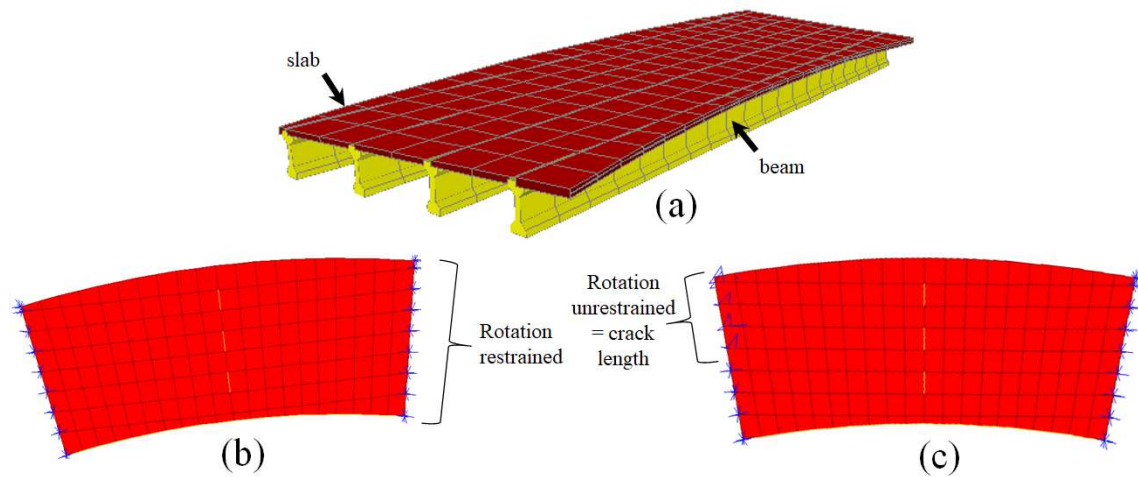 slab
beam
(a)
Rotation
restrained
(b)
Rotation
unrestrained
= crack
length
(c)